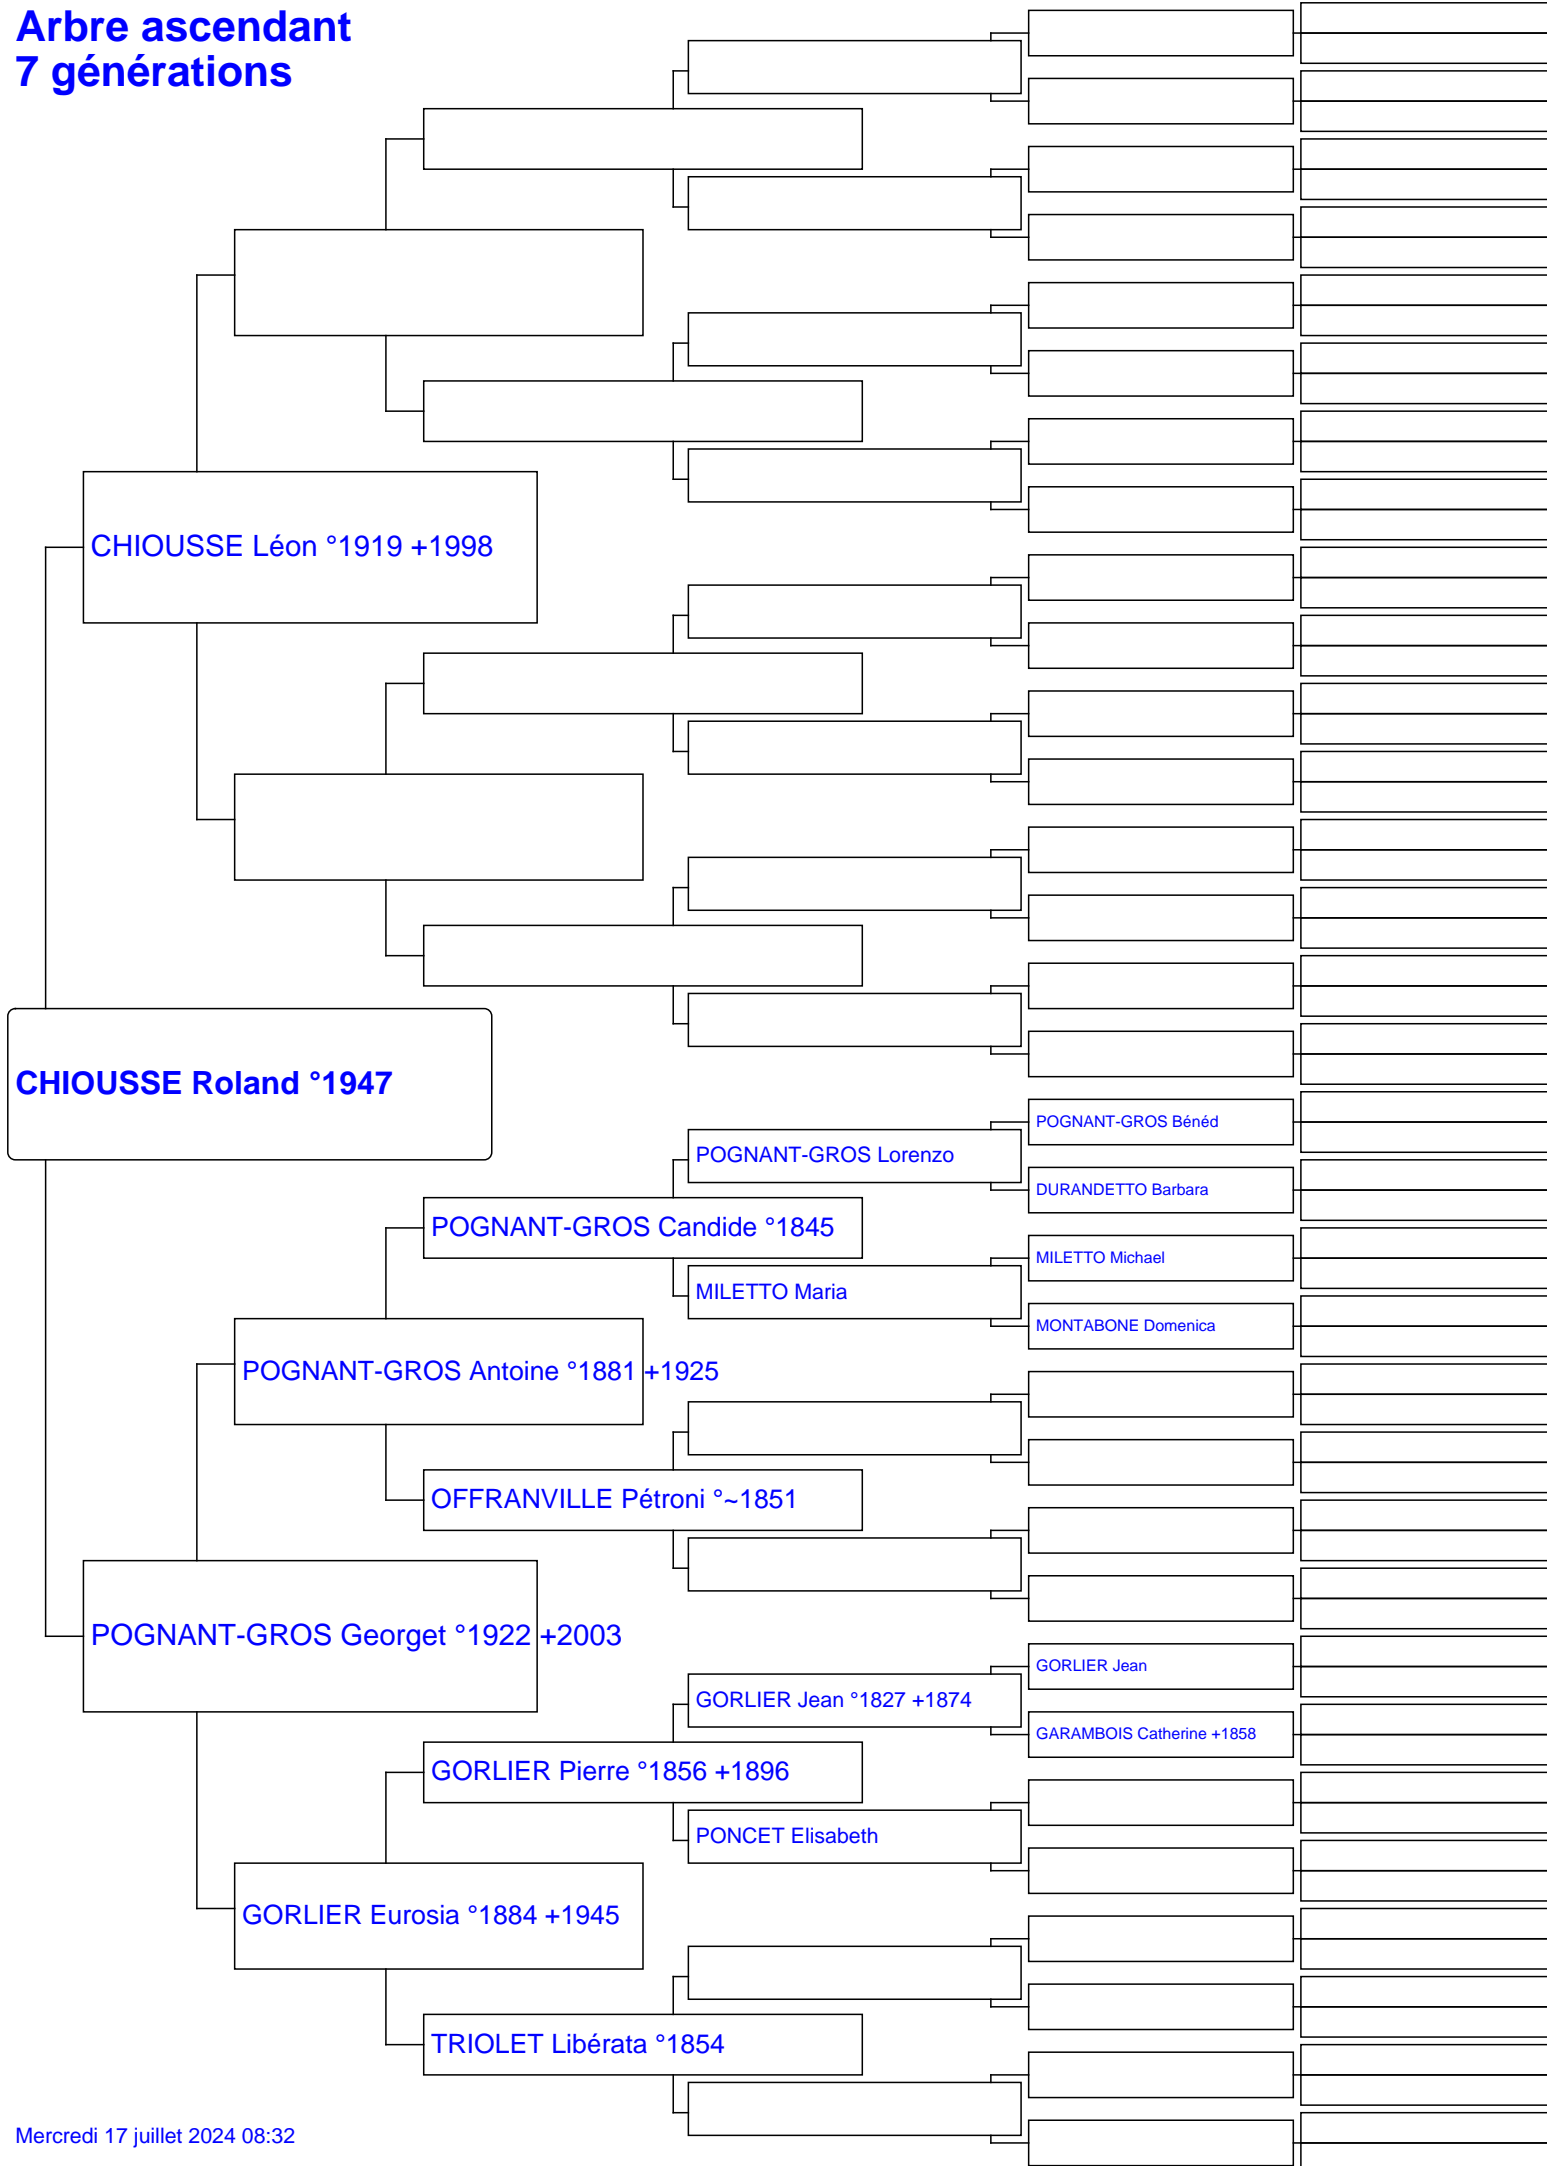 Arbre ascendant
7 générations
CHIOUSSE Léon °1919 +1998
CHIOUSSE Roland °1947
POGNANT-GROS Bénéd
POGNANT-GROS Lorenzo
DURANDETTO Barbara
POGNANT-GROS Candide °1845
MILETTO Michael
MILETTO Maria
MONTABONE Domenica
POGNANT-GROS Antoine °1881 +1925
OFFRANVILLE Pétroni °~1851
POGNANT-GROS Georget °1922 +2003
GORLIER Jean
GORLIER Jean °1827 +1874
GARAMBOIS Catherine +1858
GORLIER Pierre °1856 +1896
PONCET Elisabeth
GORLIER Eurosia °1884 +1945
TRIOLET Libérata °1854
Mercredi 17 juillet 2024 08:32